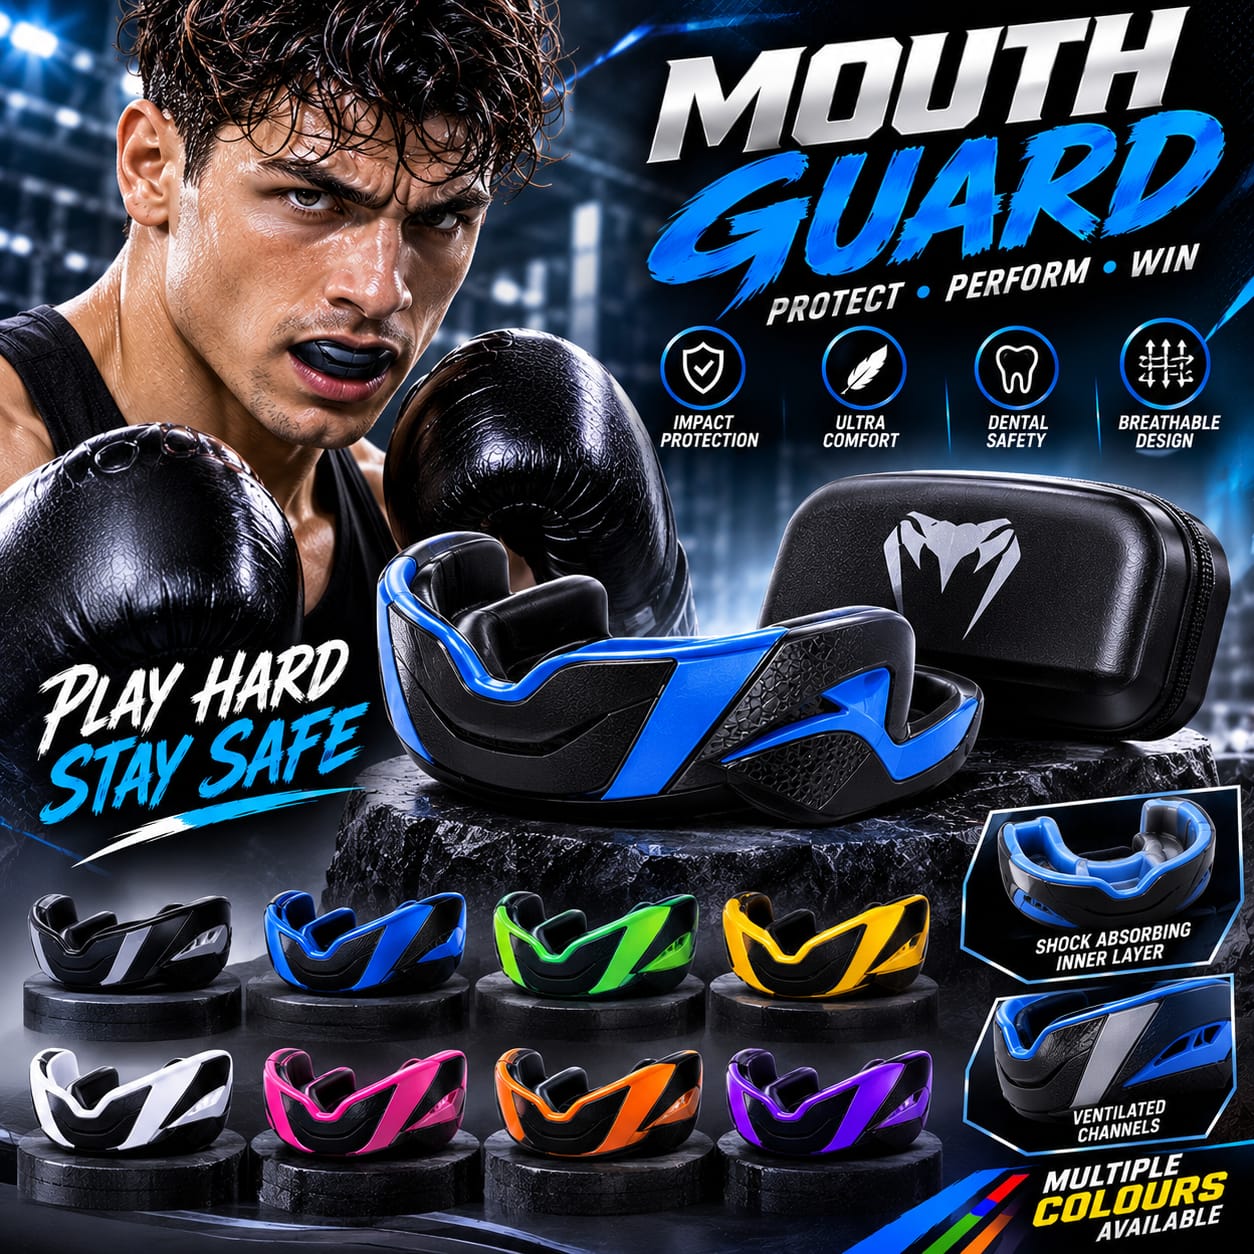 MOUTH
GUARD
PROTECT • PERFORM • WIN
IMPACT
PROTECTION
ULTRA
COMFORT
DENTAL
SAFETY
BREATHABLE
DESIGN
PLAY HARD
STAY SAFE
SHOCK ABSORBING
INNER LAYER
VENTILATED
CHANNELS
MULTIPLE
COLOURS
AVAILABLE